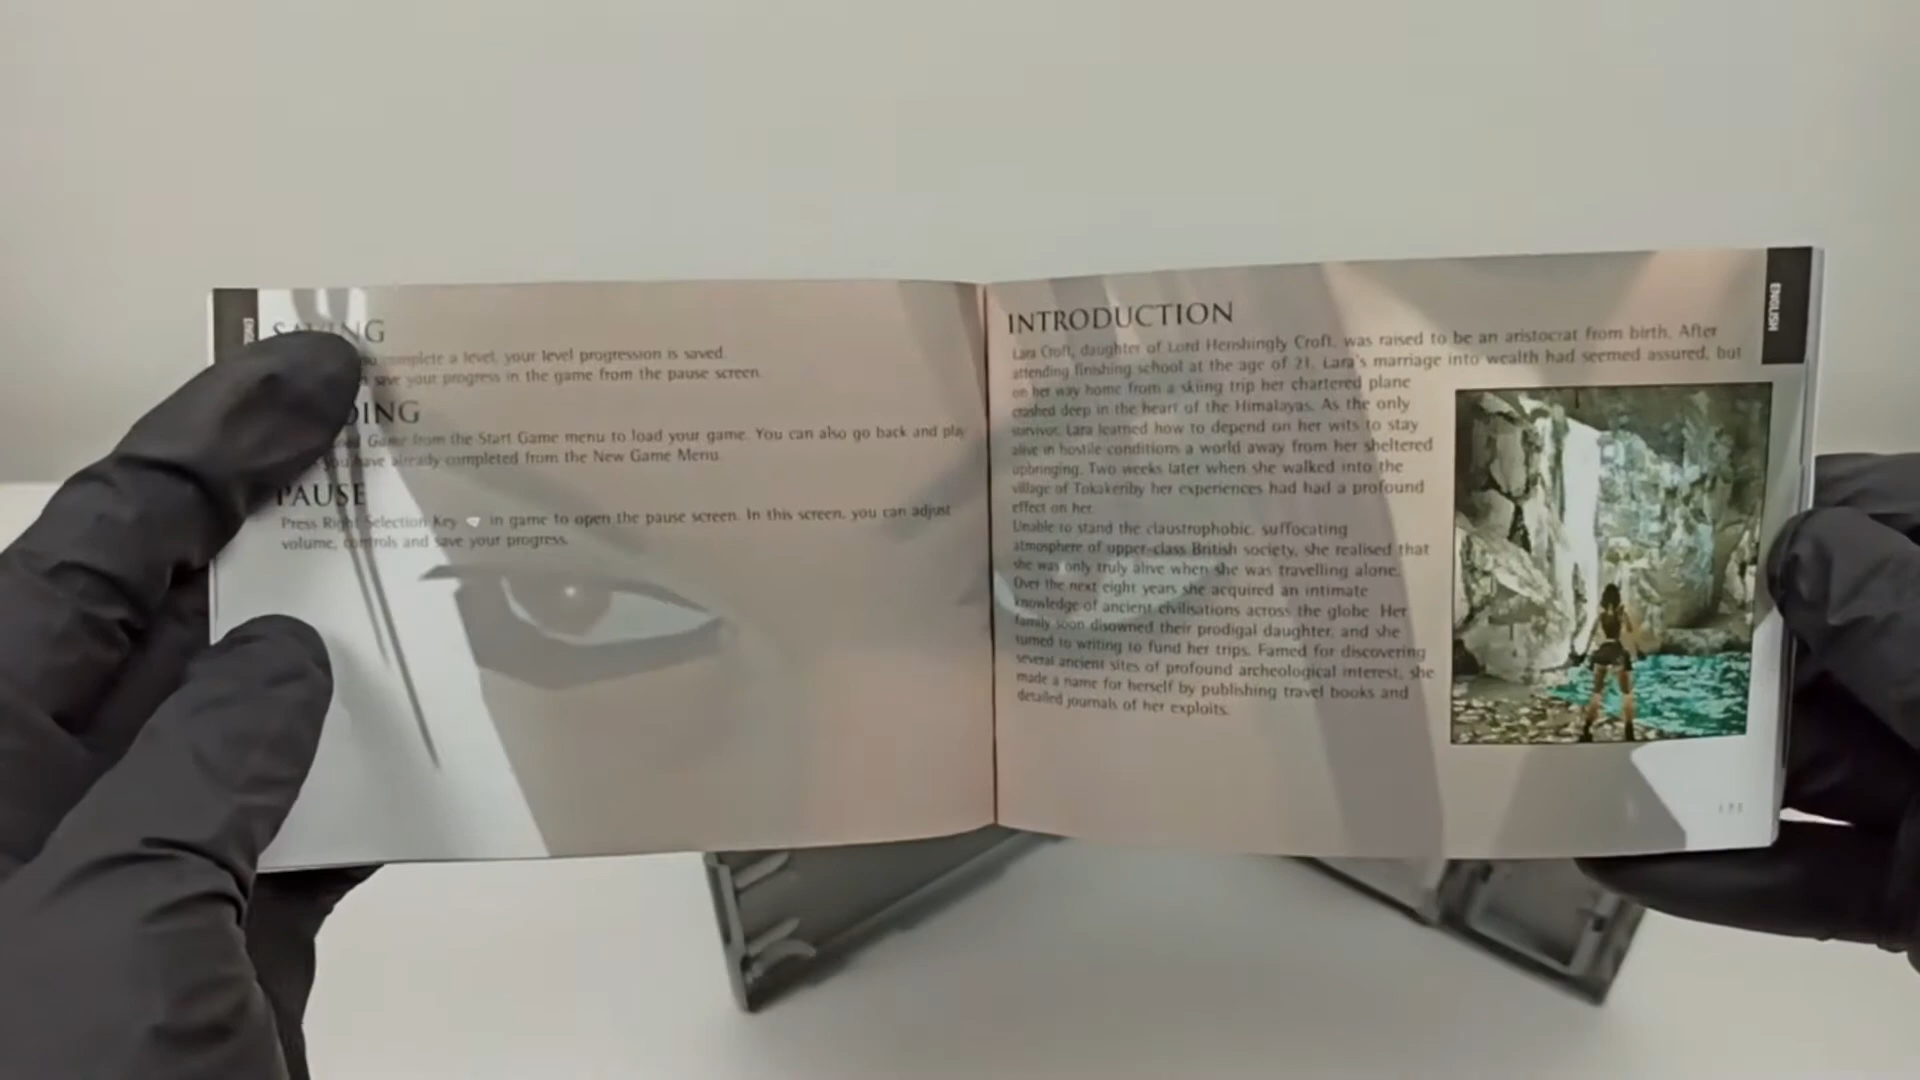 SAVING
complete a level, your level progression is saved.
save your progress in the game from the pause screen.
DING
Game from the Start Game menu to load your game. You can also go back and play
you have already completed from the New Game Menu.
PAUSE
Press Right Selection Key in game to open the pause screen. In this screen, you can adjust
volume, controls and save your progress.
ENGLISH
INTRODUCTION
Lara Croft, daughter of Lord Henshingly Croft, was raised to be an aristocrat from birth. After
attending finishing school at the age of 21, Lara's marriage into wealth had seemed assured, but
on her way home from a skiing trip her chartered plane
crashed deep in the heart of the Himalayas. As the only
survivor, Lara learned how to depend on her wits to stay
alive in hostile conditions a world away from her sheltered
upbringing. Two weeks later when she walked into the
village of Tokakeriby her experiences had had a profound
effect on her.
Unable to stand the claustrophobic, suffocating
atmosphere of upper-class British society, she realised that
she was only truly alive when she was travelling alone.
Over the next eight years she acquired an intimate
knowledge of ancient civilisations across the globe. Her
family soon disowned their prodigal daughter, and she
turned to writing to fund her trips. Famed for discovering
several ancient sites of profound archeological interest, she
made a name for herself by publishing travel books and
detailed journals of her exploits.